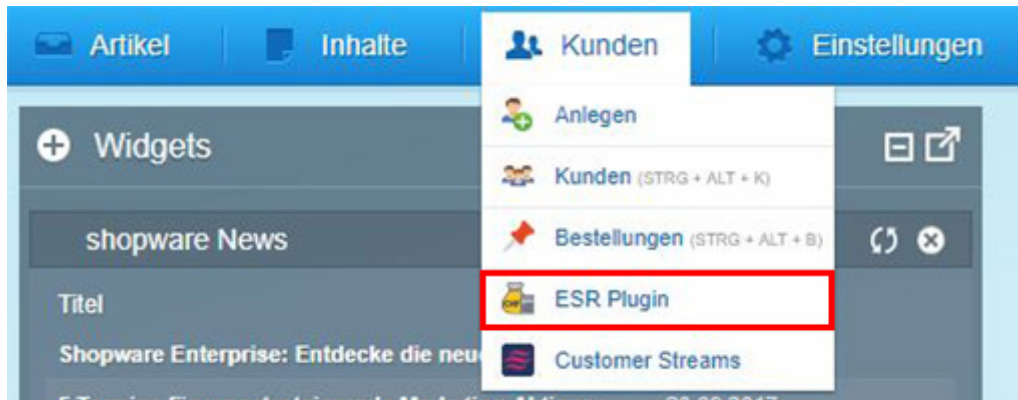 Artikel Inhalte Kunden Einstellungen
Anlegen
Widgets
Kunden (STRG + ALT + K)
shopware News
Bestellungen (STRG + ALT + B)
Titel
ESR Plugin
Shopware Enterprise: Entdecke die neu
Customer Streams